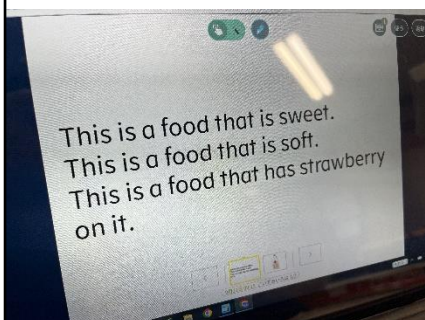 This is a food that is sweet.
This is a food that is soft.
This is a food that has strawberry
on it.